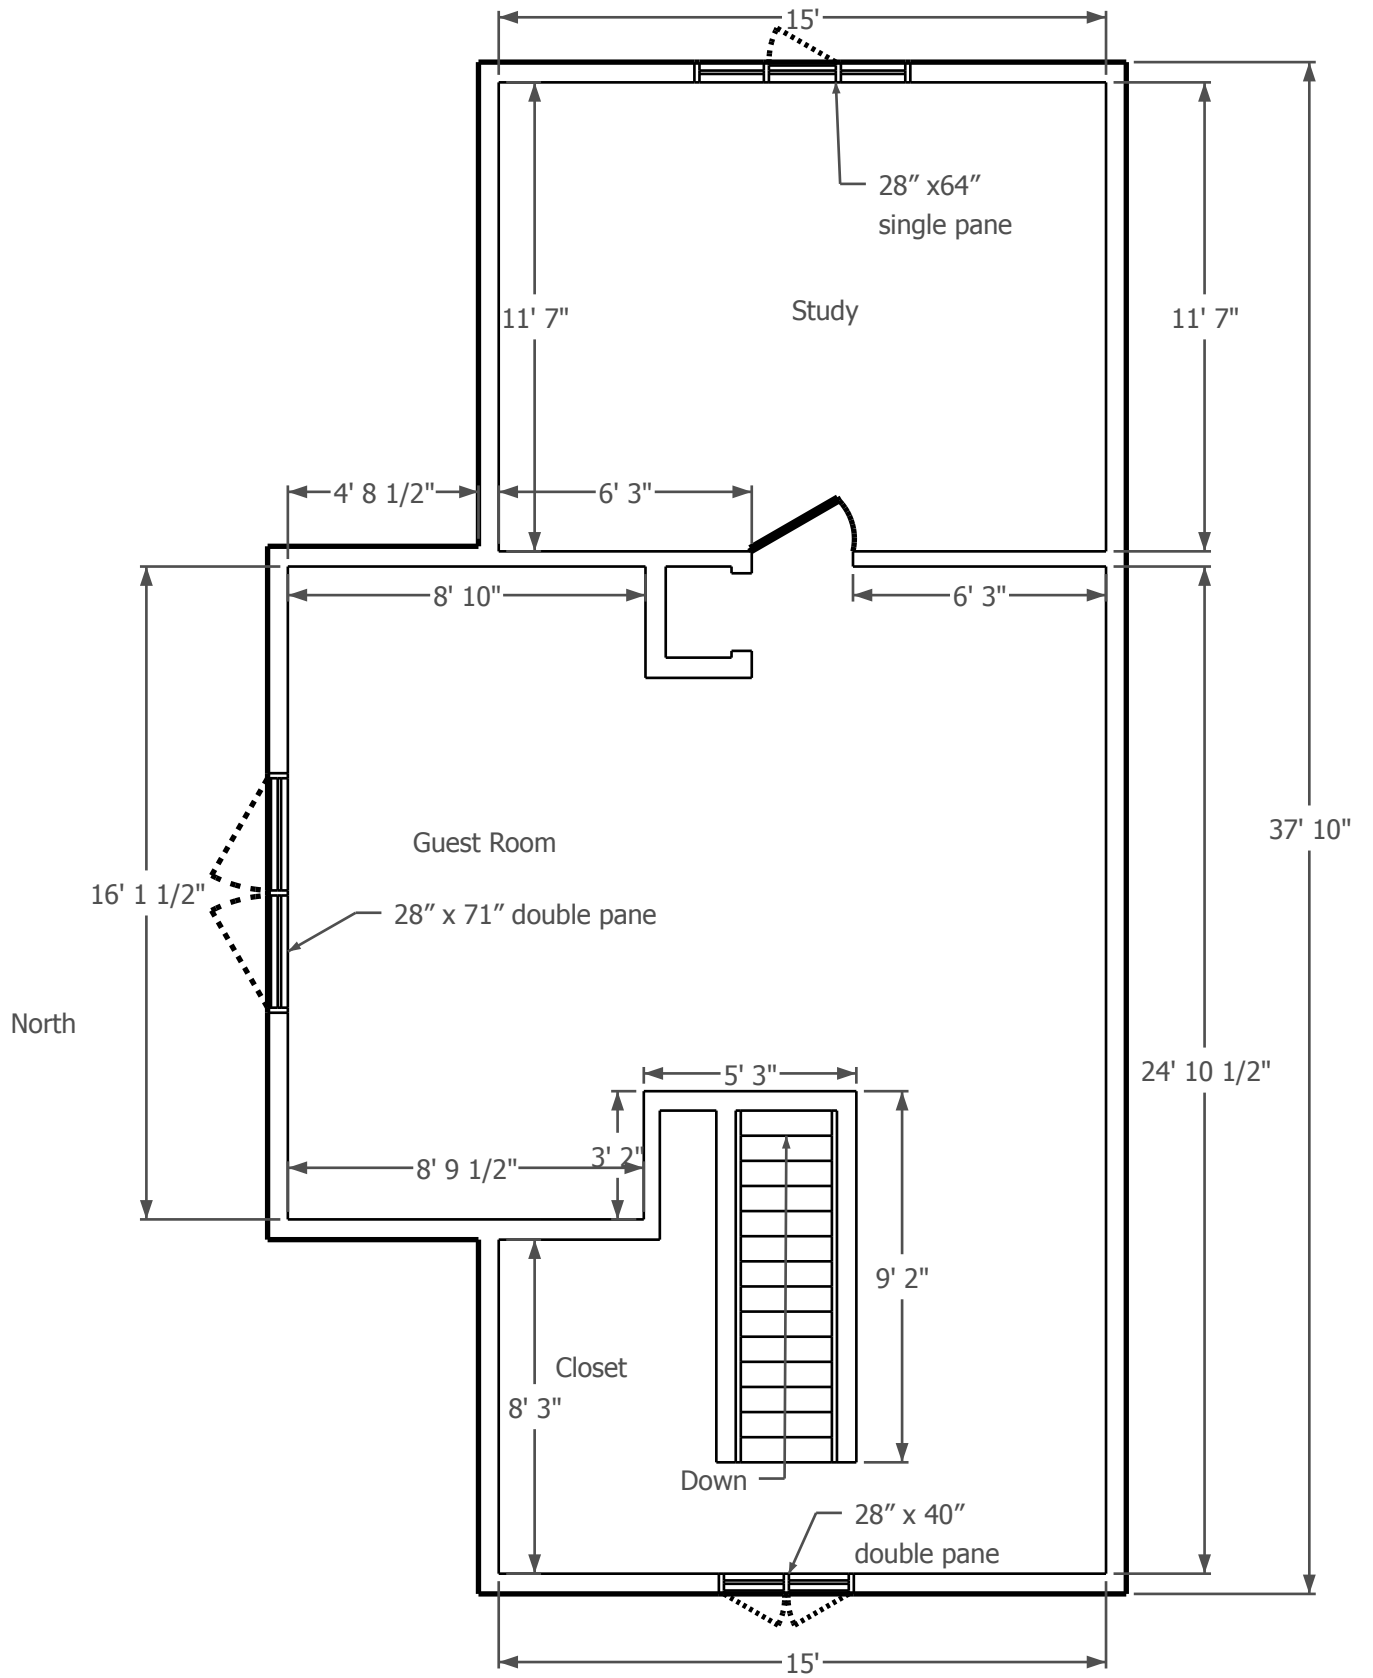 15'
28″ x64″
single pane
Study
11' 7"
11' 7"
4' 8 1/2"
6' 3"
8' 10"
6' 3"
37' 10"
Guest Room
16' 1 1/2"
28″ x 71″ double pane
North
5' 3"
24' 10 1/2"
3' 2"
8' 9 1/2"
9' 2"
Closet
8' 3"
Down
28″ x 40″
double pane
15'